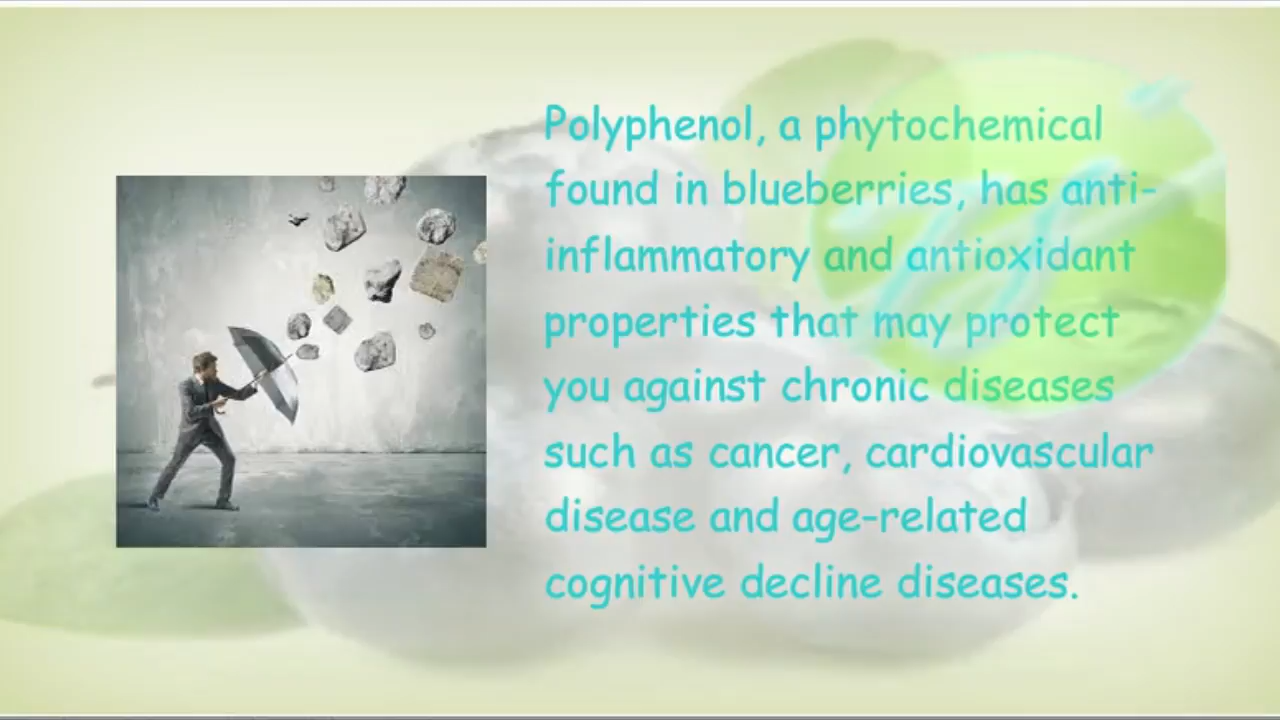 Polyphenol, a phytochemical
found in blueberries, has anti-
inflammatory and antioxidant
properties that may protect
you against chronic diseases
such as cancer, cardiovascular
disease and age-related
cognitive decline diseases.